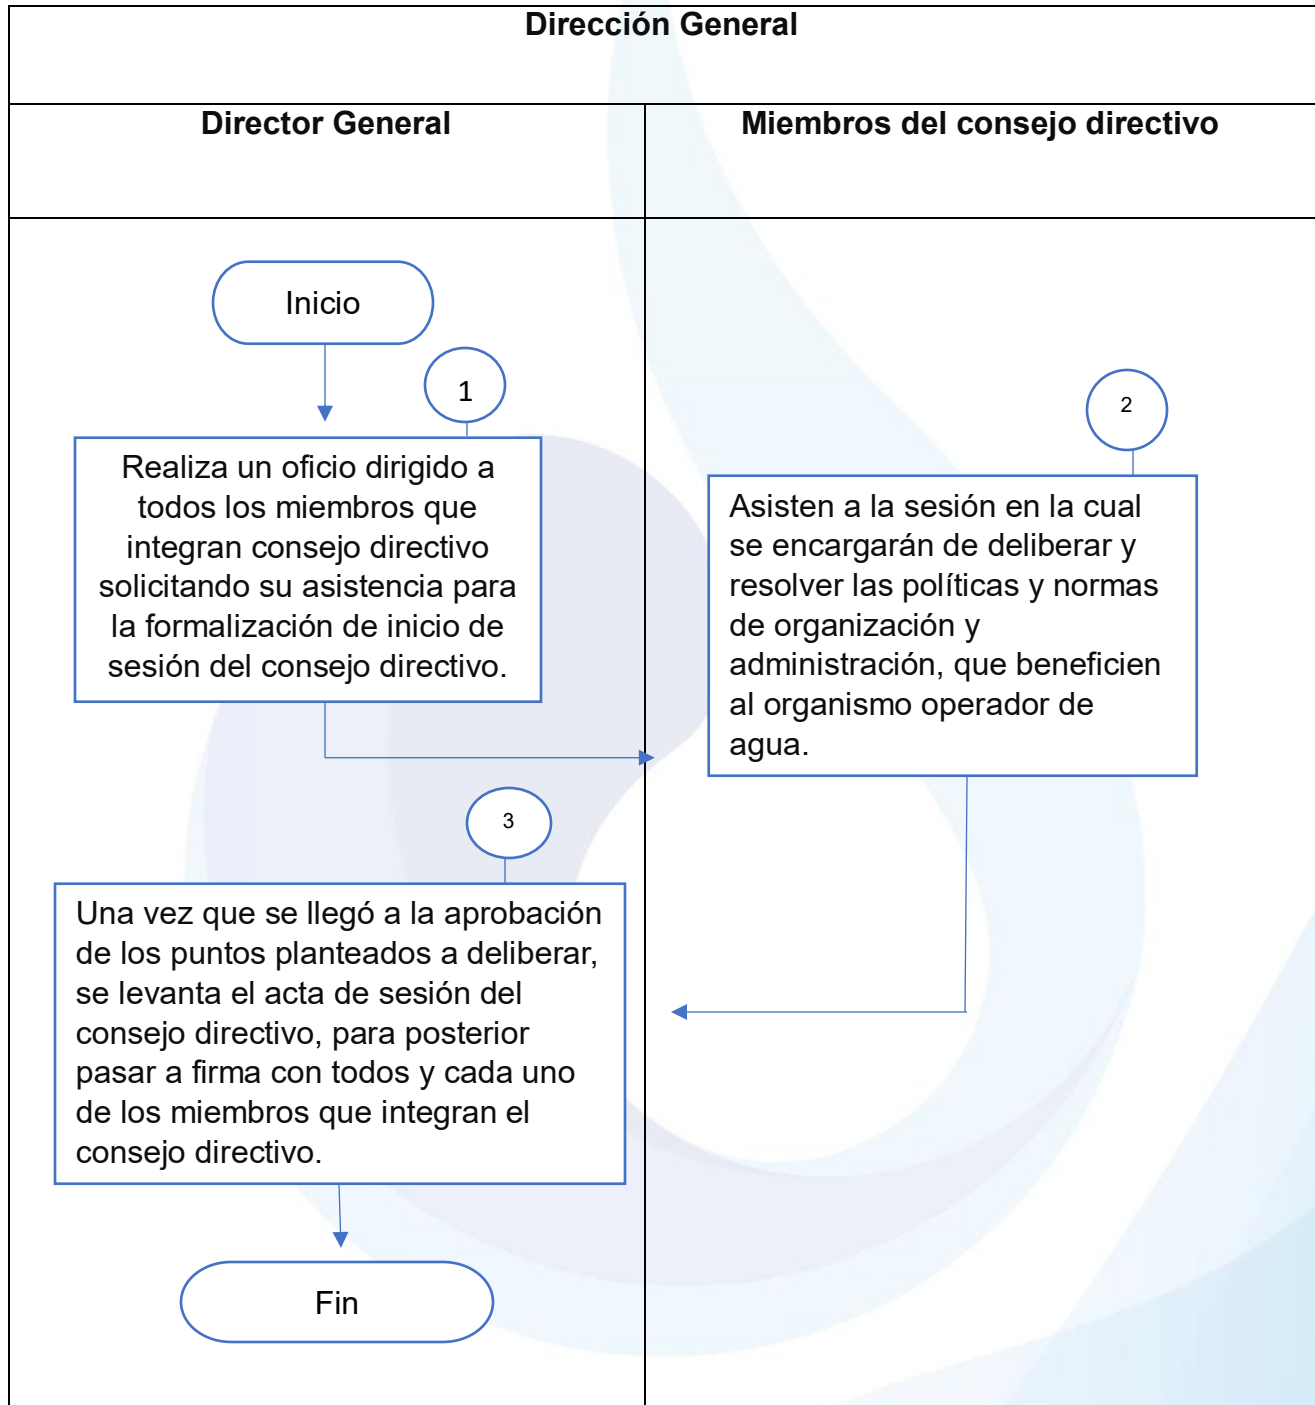 Dirección General
Director General
Miembros del consejo directivo
Inicio
1
Realiza un oficio dirigido a
todos los miembros que
integran consejo directivo
solicitando su asistencia para
la formalización de inicio de
sesión del consejo directivo.
2
Asisten a la sesión en la cual
se encargarán de deliberar y
resolver las políticas y normas
de organización y
administración, que beneficien
al organismo operador de
agua.
3
Una vez que se llegó a la aprobación
de los puntos planteados a deliberar,
se levanta el acta de sesión del
consejo directivo, para posterior
pasar a firma con todos y cada uno
de los miembros que integran el
consejo directivo.
Fin